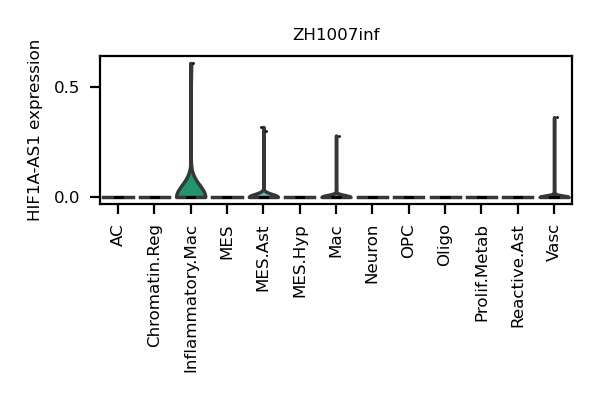 ZH1007inf
HIF1A-AS1 expression
0.5
0.0
AC
Chromatin.Reg
Inflammatory.Mac
MES
MES.Ast
MES.Hyp
Mac
Neuron
OPC
Oligo
Prolif.Metab
Reactive.Ast
Vasc